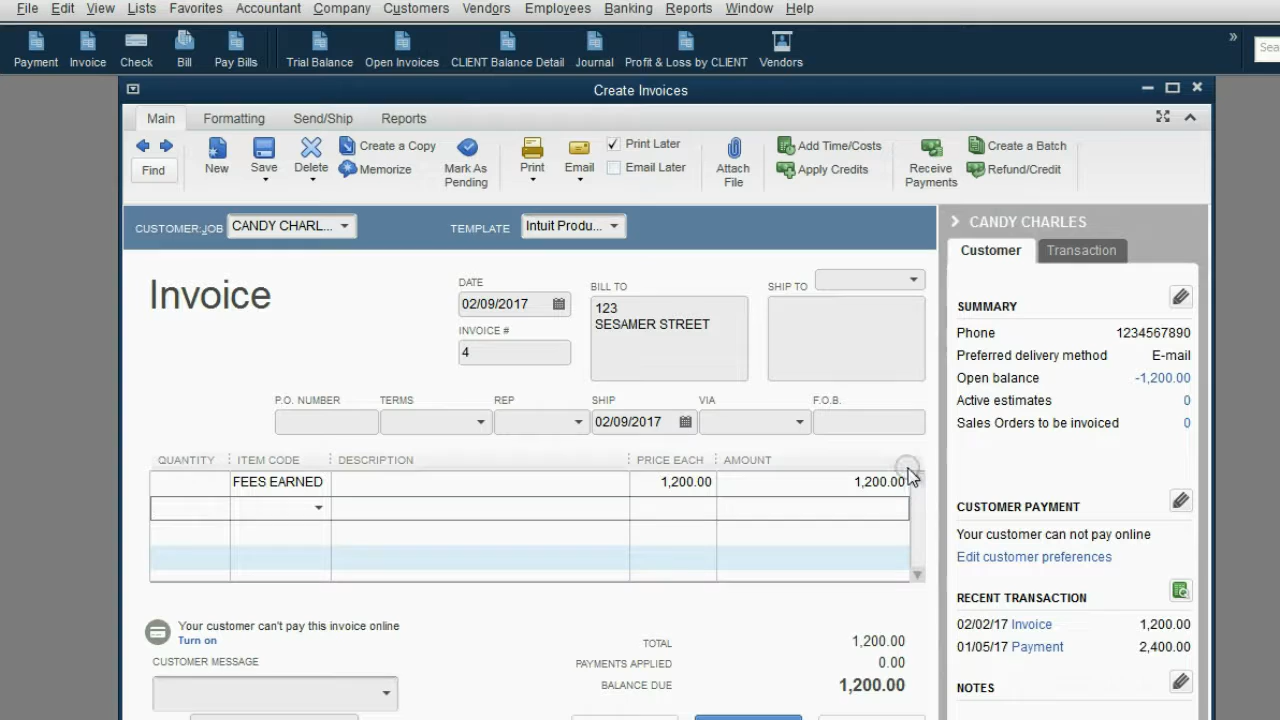 File Edit View Lists Favorites Accountant Company Customers Vendors Employees Banking Reports Window Help
Payment Invoice Check Bill Pay Bills Trial Balance Open Invoices CLIENT Balance Detail Journal Profit & Loss by CLIENT Vendors » Sea
Create Invoices
Main Formatting Send/Ship Reports
Find New Save Delete Create a Copy Memorize Mark As Pending Print Email Print Later Email Later Attach File Add Time/Costs Apply Credits Receive Payments Create a Batch Refund/Credit
CUSTOMER:JOB CANDY CHARL... TEMPLATE Intuit Produ...
Invoice
DATE
02/09/2017
INVOICE #
4
BILL TO
123
SESAMER STREET
SHIP TO
P.O. NUMBER TERMS REP SHIP VIA F.O.B.
02/09/2017
QUANTITY ITEM CODE DESCRIPTION PRICE EACH AMOUNT
FEES EARNED 1,200.00 1,200.00
Your customer can't pay this invoice online
Turn on
CUSTOMER MESSAGE
TOTAL 1,200.00
PAYMENTS APPLIED 0.00
BALANCE DUE 1,200.00
CANDY CHARLES
Customer Transaction
SUMMARY
Phone 1234567890
Preferred delivery method E-mail
Open balance -1,200.00
Active estimates 0
Sales Orders to be invoiced 0
CUSTOMER PAYMENT
Your customer can not pay online
Edit customer preferences
RECENT TRANSACTION
02/02/17 Invoice 1,200.00
01/05/17 Payment 2,400.00
NOTES